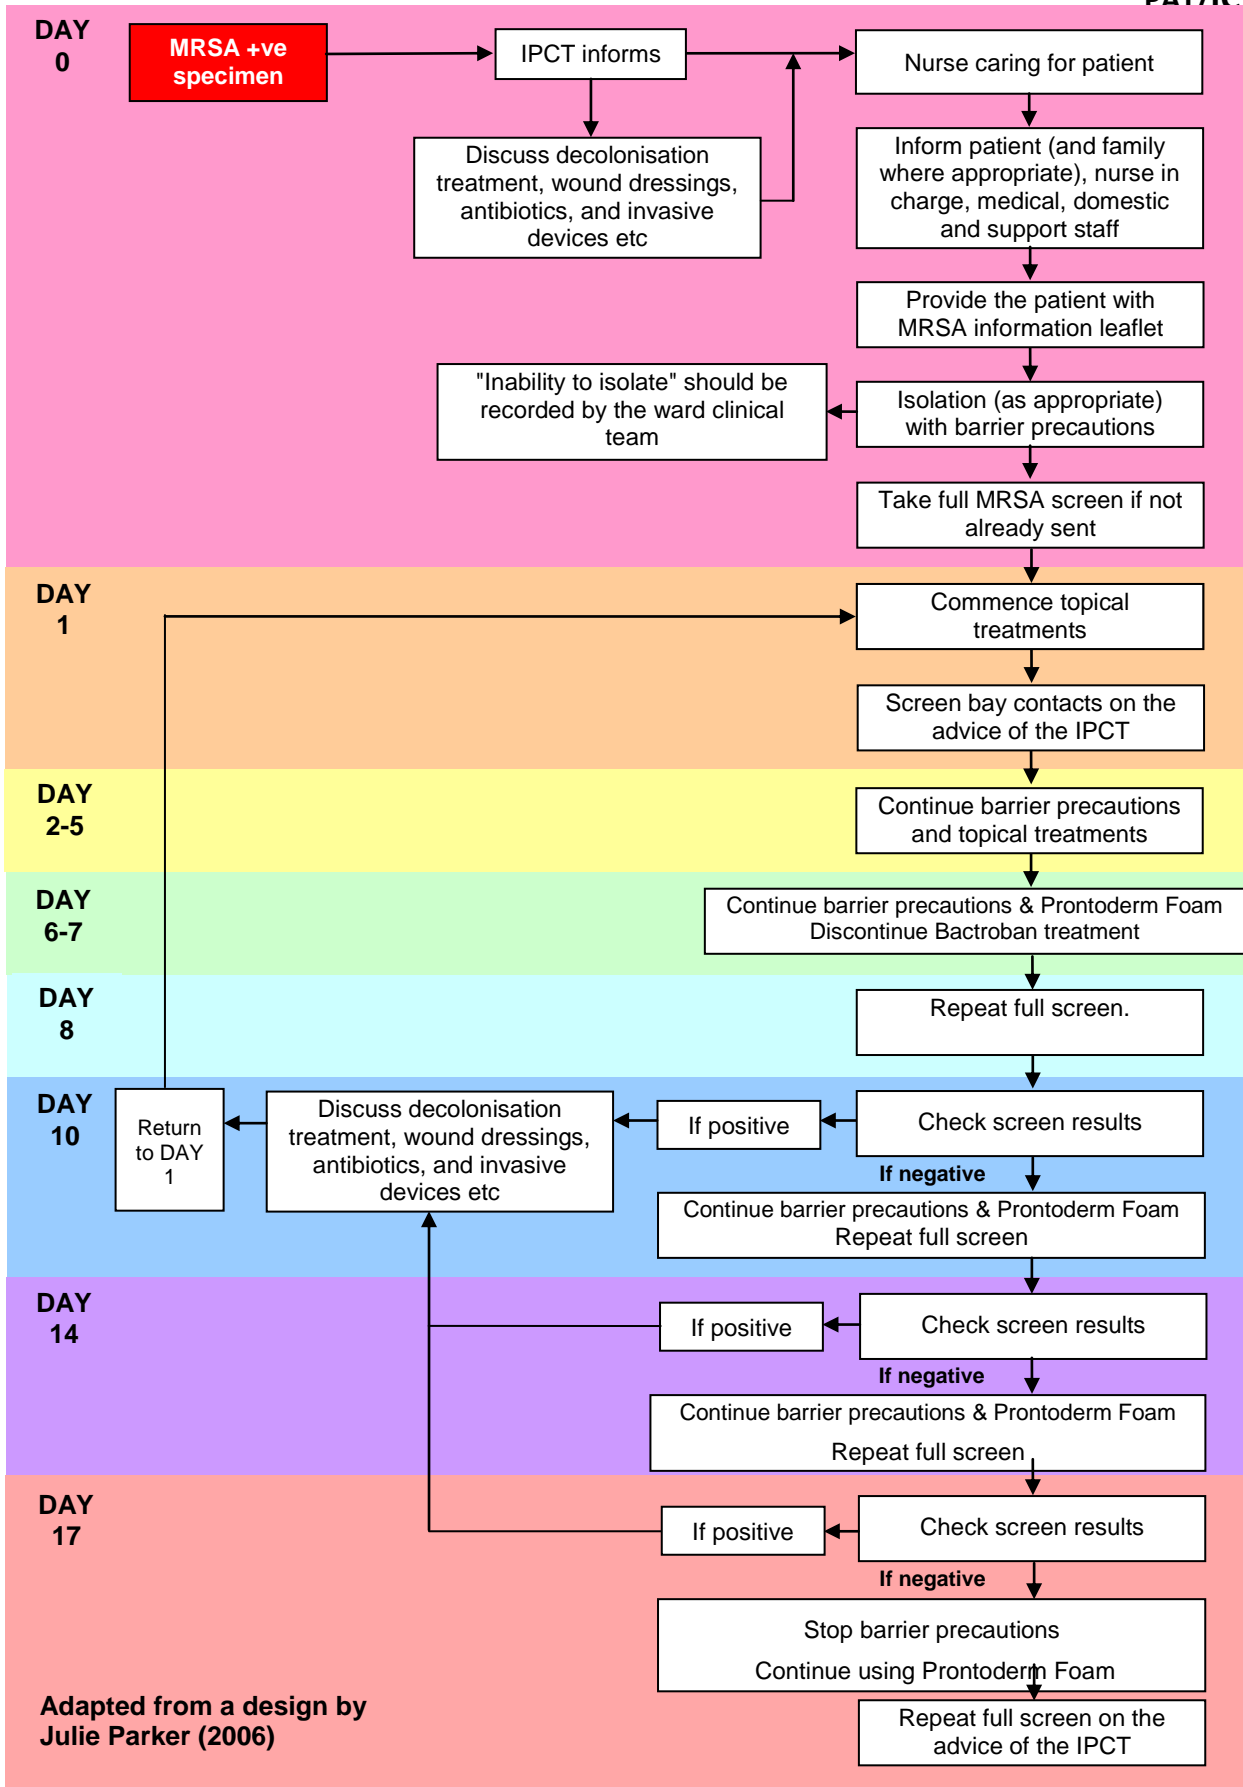 DAY
0
MRSA +ve
specimen
IPCT informs
Nurse caring for patient
Discuss decolonisation
treatment, wound dressings,
antibiotics, and invasive
devices etc
Inform patient (and family
where appropriate), nurse in
charge, medical, domestic
and support staff
Provide the patient with
MRSA information leaflet
"Inability to isolate" should be
recorded by the ward clinical
team
Isolation (as appropriate)
with barrier precautions
Take full MRSA screen if not
already sent
DAY
1
Commence topical
treatments
Screen bay contacts on the
advice of the IPCT
DAY
2-5
Continue barrier precautions
and topical treatments
DAY
6-7
Continue barrier precautions & Prontoderm Foam
Discontinue Bactroban treatment
DAY
8
Repeat full screen.
DAY
10
Return
to DAY
1
Discuss decolonisation
treatment, wound dressings,
antibiotics, and invasive
devices etc
If positive
Check screen results
If negative
Continue barrier precautions & Prontoderm Foam
Repeat full screen
DAY
14
If positive
Check screen results
If negative
Continue barrier precautions & Prontoderm Foam
Repeat full screen
DAY
17
If positive
Check screen results
If negative
Stop barrier precautions
Continue using Prontoderm Foam
Repeat full screen on the
advice of the IPCT
Adapted from a design by
Julie Parker (2006)